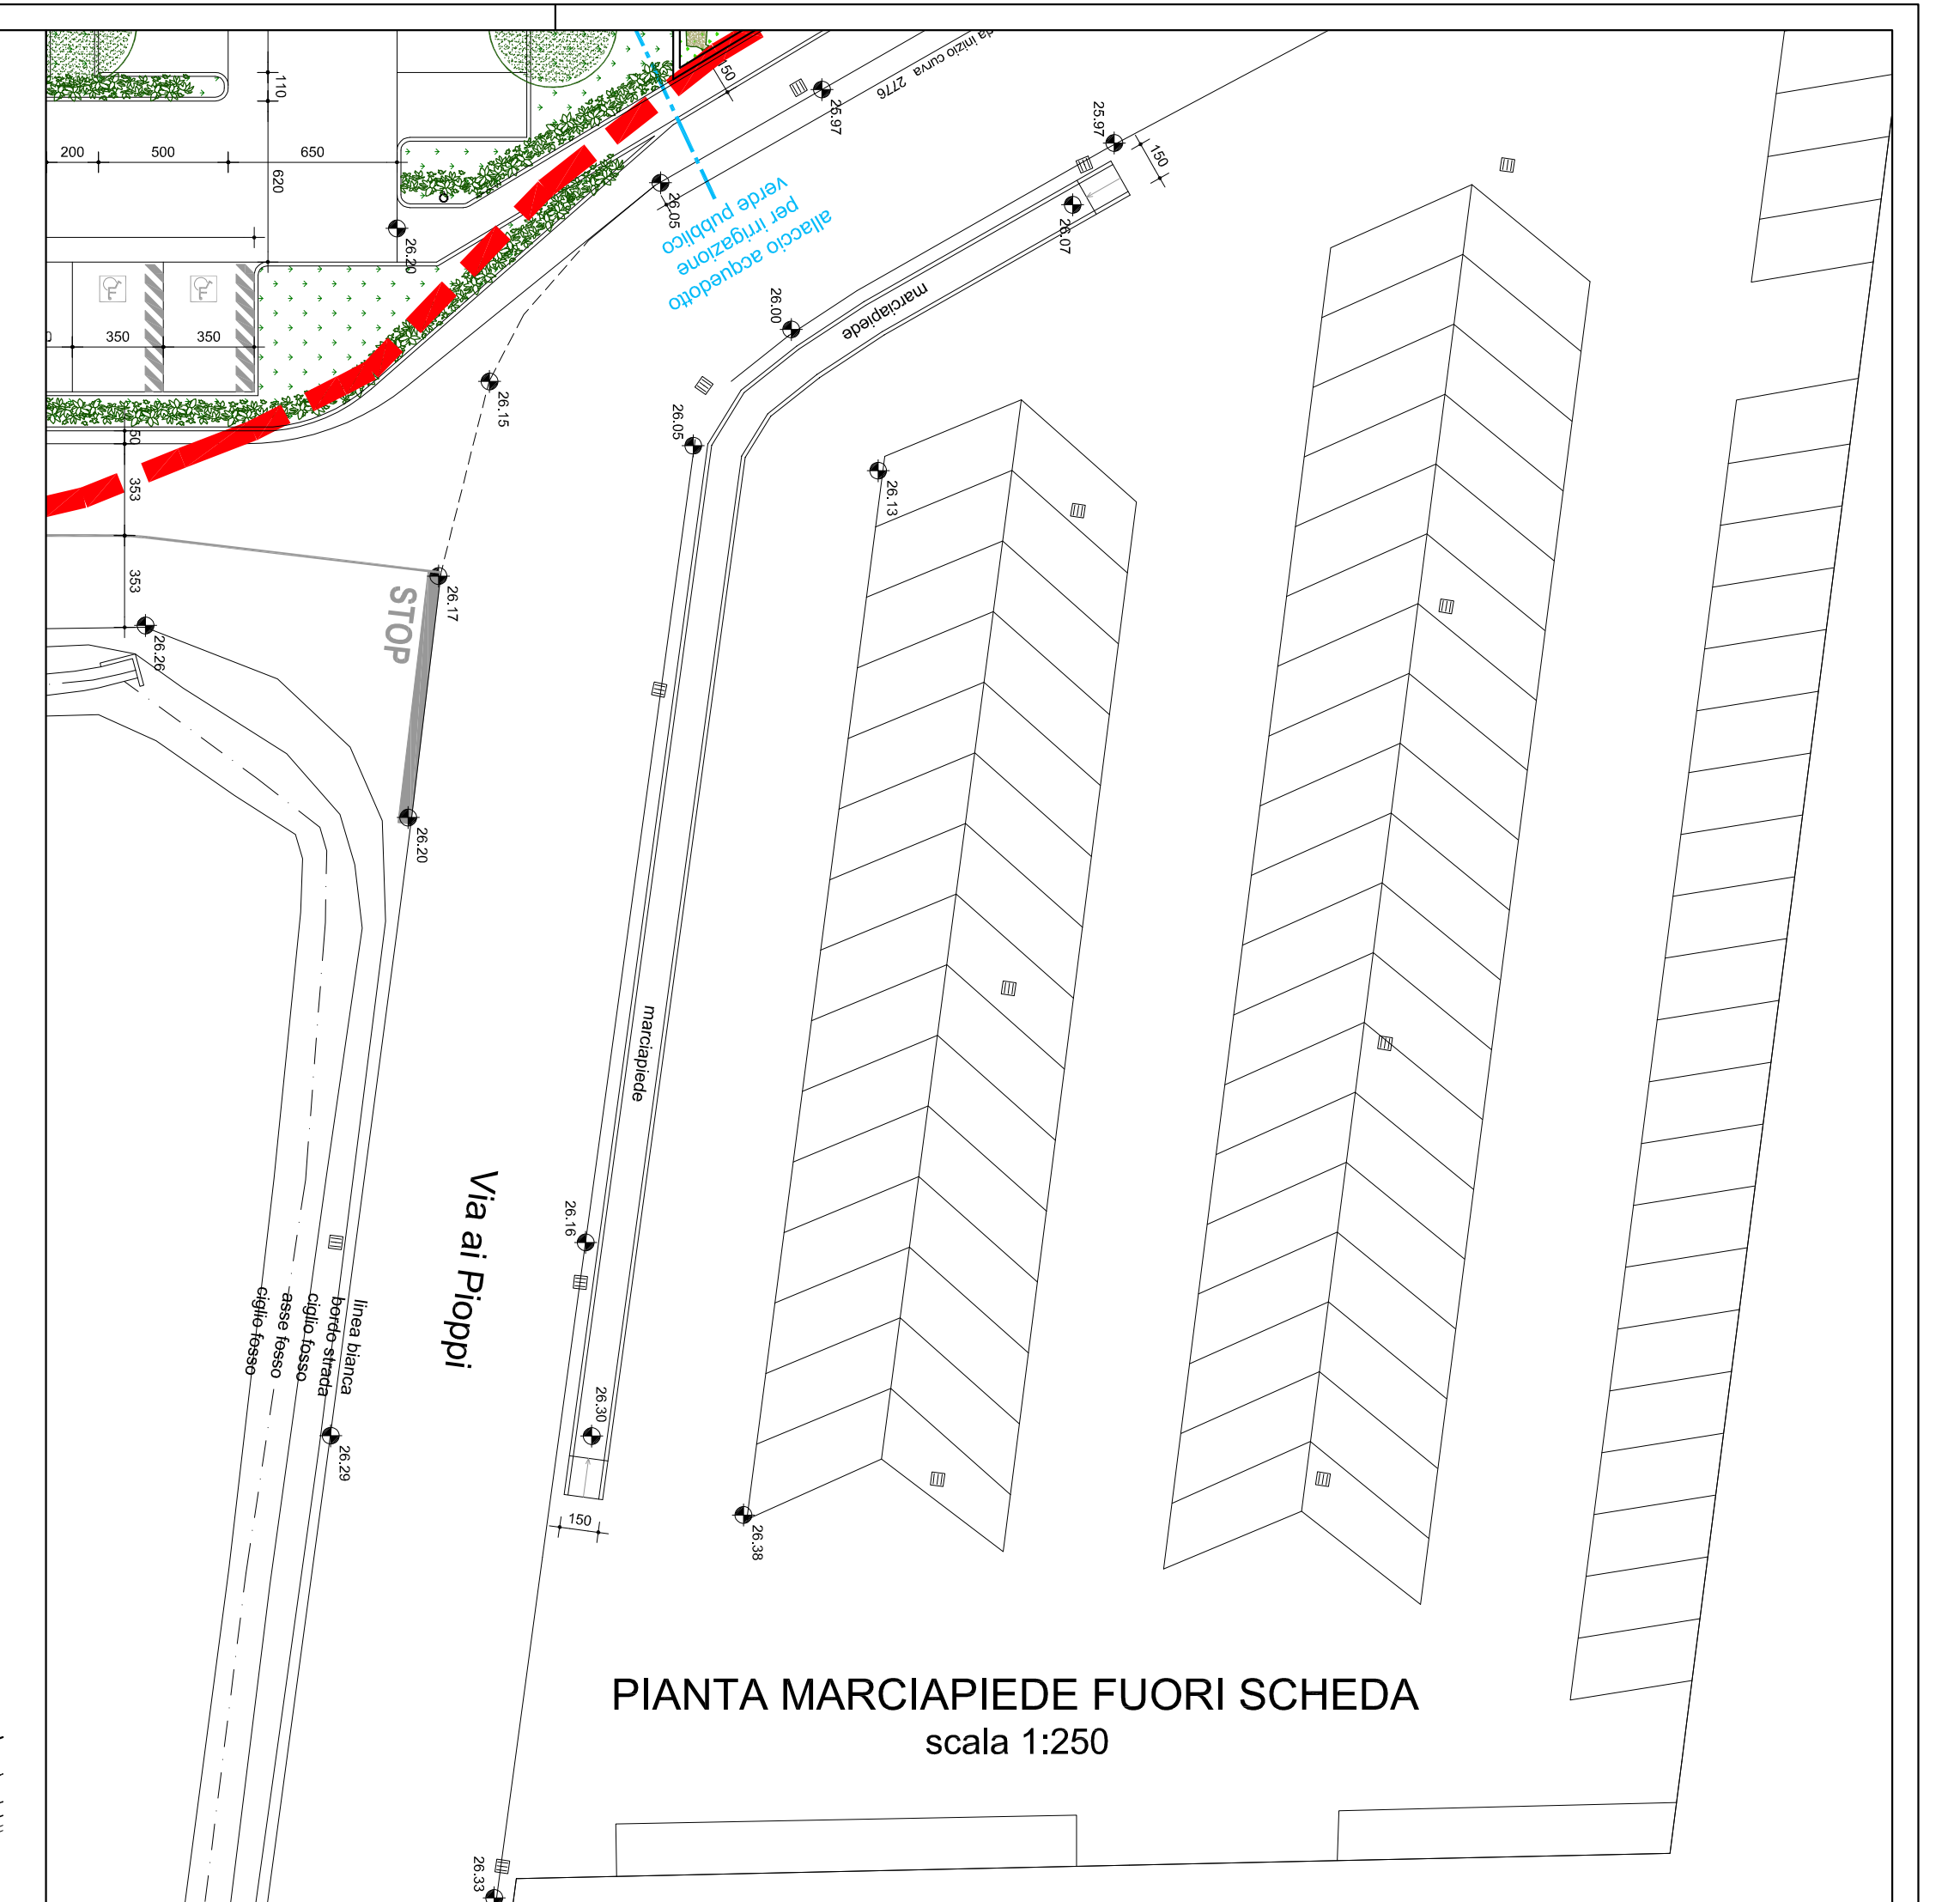 110
50
da inizio curva
2776
25.97
25.97
150
200
500
650
620
26.05
26.07
26.20
allaccio acquedotto
per irrigazione
verde pubblico
350
350
26.00
marciapiede
26.15
26.05
50
353
26.13
353
26.17
STOP
26.26
26.20
marciapiede
Via ai Pioppi
26.16
linea bianca
bordo strada
ciglio fosso
asse fosso
ciglio fosso
26.30
26.29
150
26.38
PIANTA MARCIAPIEDE FUORI SCHEDA
scala 1:250
26.33